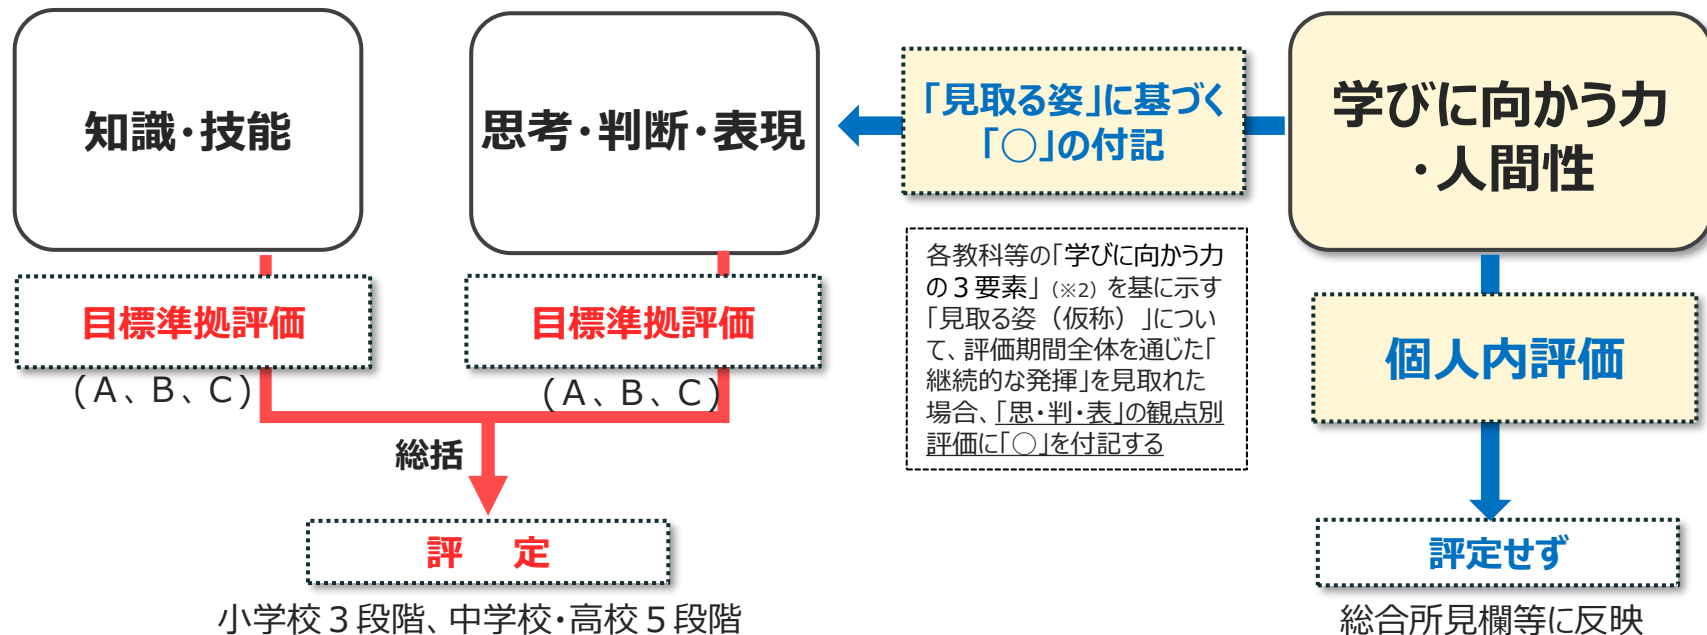 知識・技能
目標準拠評価
(A、B、C)
思考・判断・表現
目標準拠評価
(A、B、C)
総括
評 定
小学校3段階、中学校・高校5段階
「見取る姿」に基づく
「○」の付記
各教科等の「学びに向かう力
の3要素」(※2)を基に示す
「見取る姿(仮称)」につい
て、評価期間全体を通じた「
継続的な発揮」を見取れた
場合、「思・判・表」の観点別
評価に「○」を付記する
学びに向かう力
・人間性
個人内評価
評定せず
総合所見欄等に反映